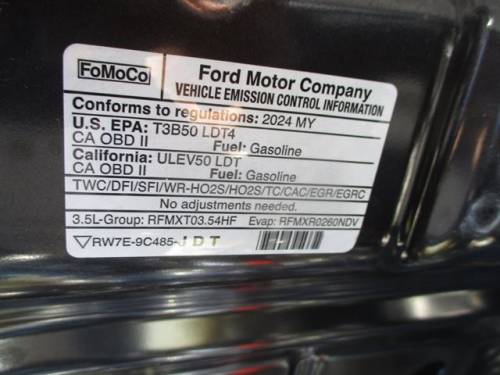 FoMoCo
Ford Motor Company
VEHICLE EMISSION CONTROL INFORMATION
Conforms to regulations: 2024 MY
U.S. EPA: T3B50 LDT4
CA OBD II Fuel: Gasoline
California: ULEV50 LDT
CA OBD II Fuel: Gasoline
TWC/DFI/SFI/WR-HO2S/HO2S/TC/CAC/EGR/EGRC
No adjustments needed.
3.5L-Group: RFMXT03.54HF Evap: RFMXR0260NDV
RW7E-9C485-JDT